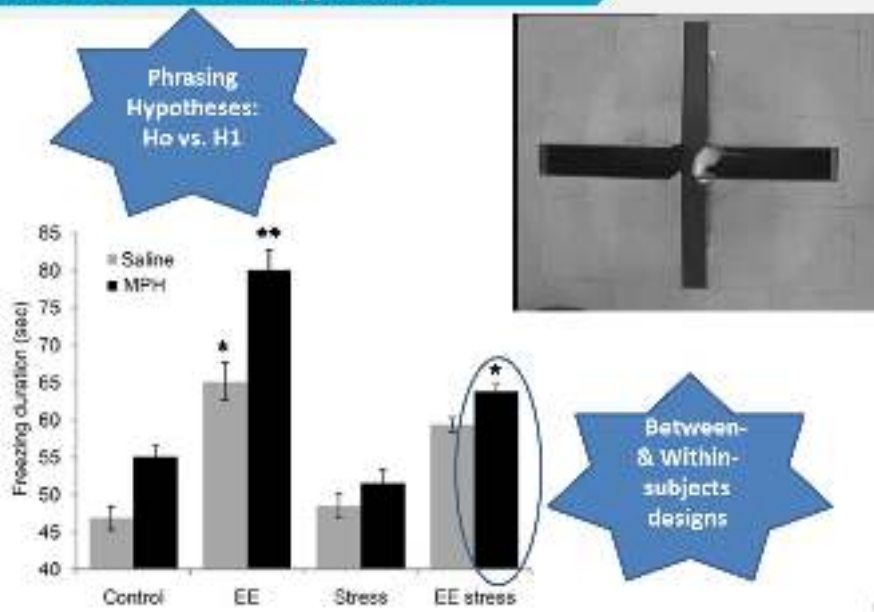 Phrasing
Hypotheses:
Ho vs. H1
85
80
75
70
65
60
55
50
45
40
Freezing duration (sec)
Saline
MPH
*
**
*
Control
EE
Stress
EE stress
Between-
& Within-
subjects
designs